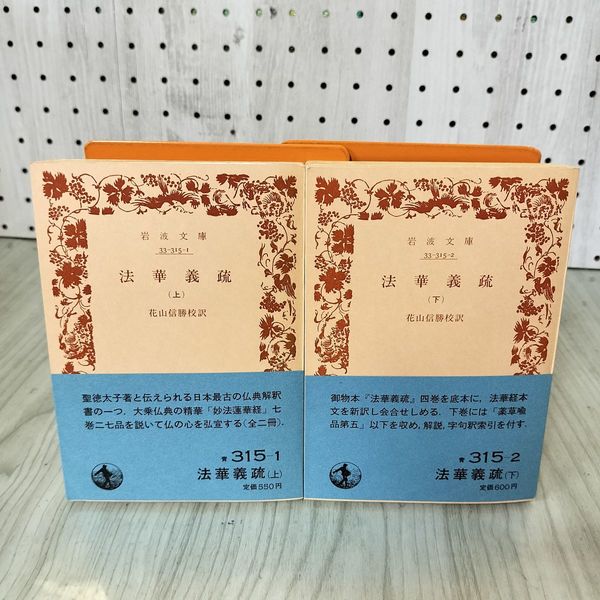 岩波文庫
33-315-1
法華義疏
(上)
花山信勝校訳
聖徳太子著と伝えられる日本最古の仏典解釈
書の一つ．大乗仏典の精華「妙法蓮華経」七
巻二七品を説いて仏の心を弘宣する(全二冊)．
青 315-1
法華義疏(上)
定価550円
岩波文庫
33-315-2
法華義疏
(下)
花山信勝校訳
御物本『法華義疏』四巻を底本に，法華経本
文を新訳し会合せしめる．下巻には「薬草喩
品第五」以下を収め，解説，字句釈索引を付す．
青 315-2
法華義疏(下)
定価600円